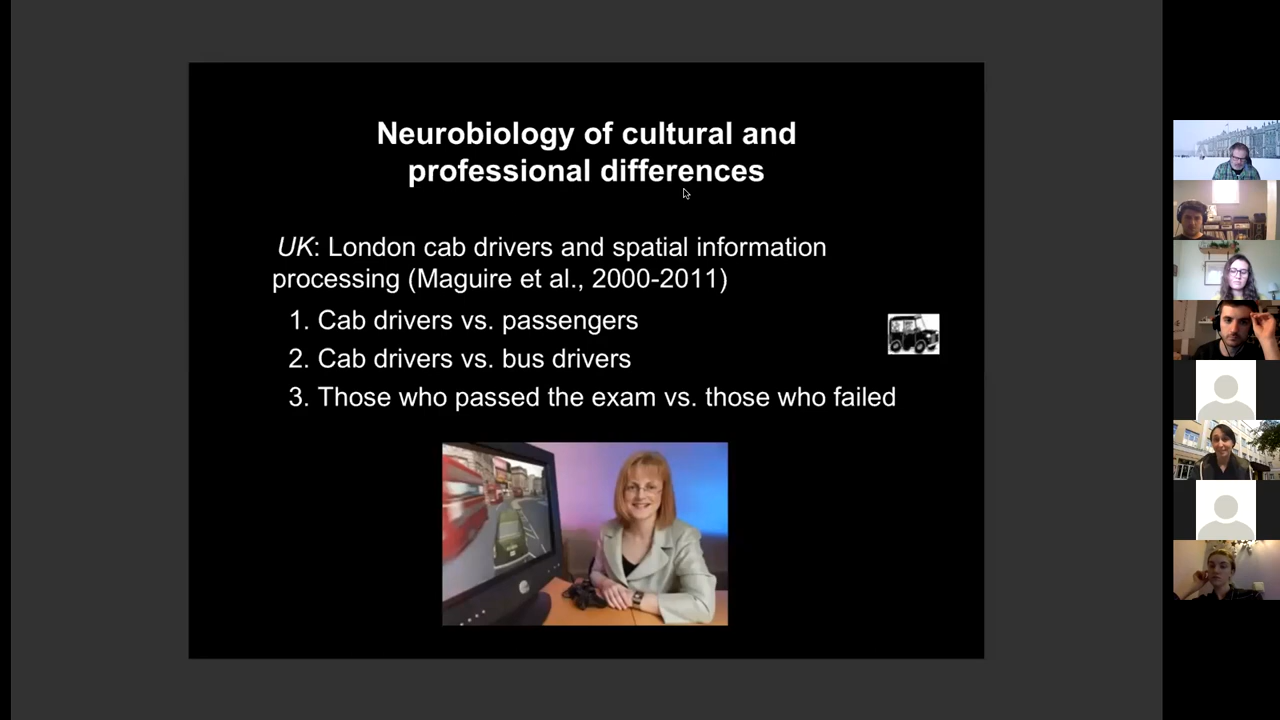 Neurobiology of cultural and
professional differences
UK: London cab drivers and spatial information
processing (Maguire et al., 2000-2011)
1. Cab drivers vs. passengers
2. Cab drivers vs. bus drivers
3. Those who passed the exam vs. those who failed